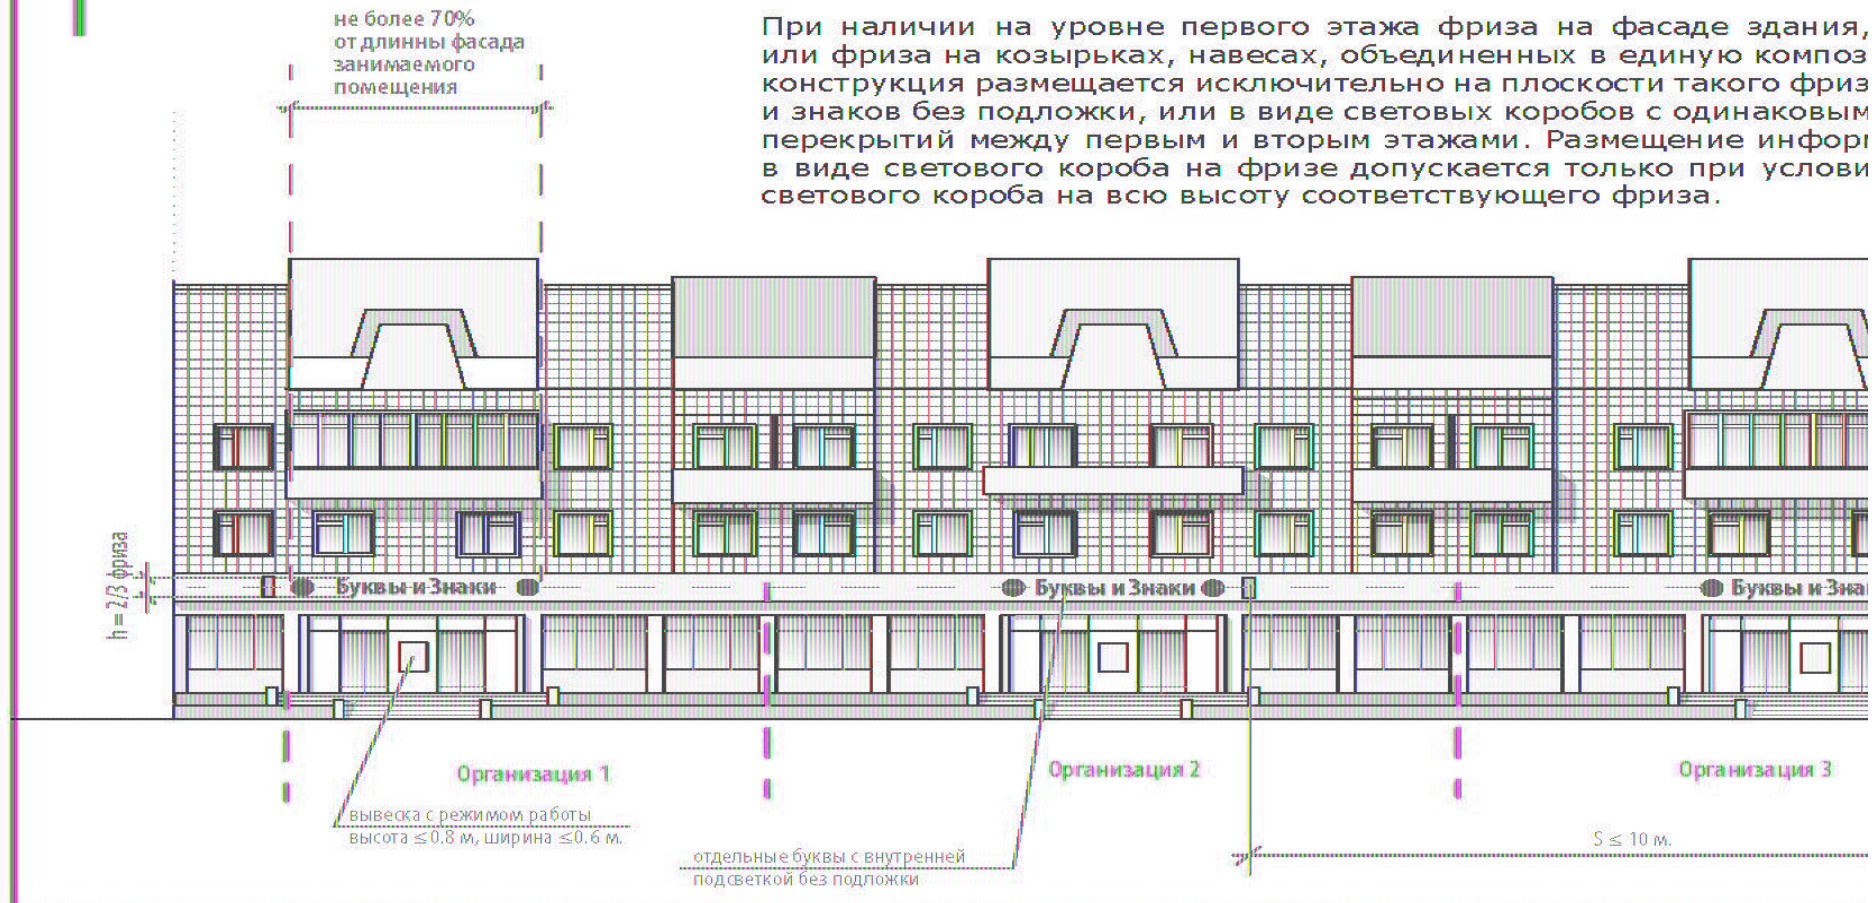 не более 70%
от длинны фасада
занимаемого
помещения
При наличии на уровне первого этажа фриза на фасаде здания,
или фриза на козырьках, навесах, объединенных в единую композ
конструкция размещается исключительно на плоскости такого фриз
и знаков без подложки, или в виде световых коробов с одинаковым
перекрытий между первым и вторым этажами. Размещение информ
в виде светового короба на фризе допускается только при услови
светового короба на всю высоту соответствующего фриза.
h = 2/3 фриза
Буквы и Знаки
Буквы и Знаки
Буквы и Зна
Организация 1
Организация 2
Организация 3
вывеска с режимом работы
высота ≤0.8 м, ширина ≤0.6 м.
отдельные буквы с внутренней
подсветкой без подложки
S ≤ 10 м.